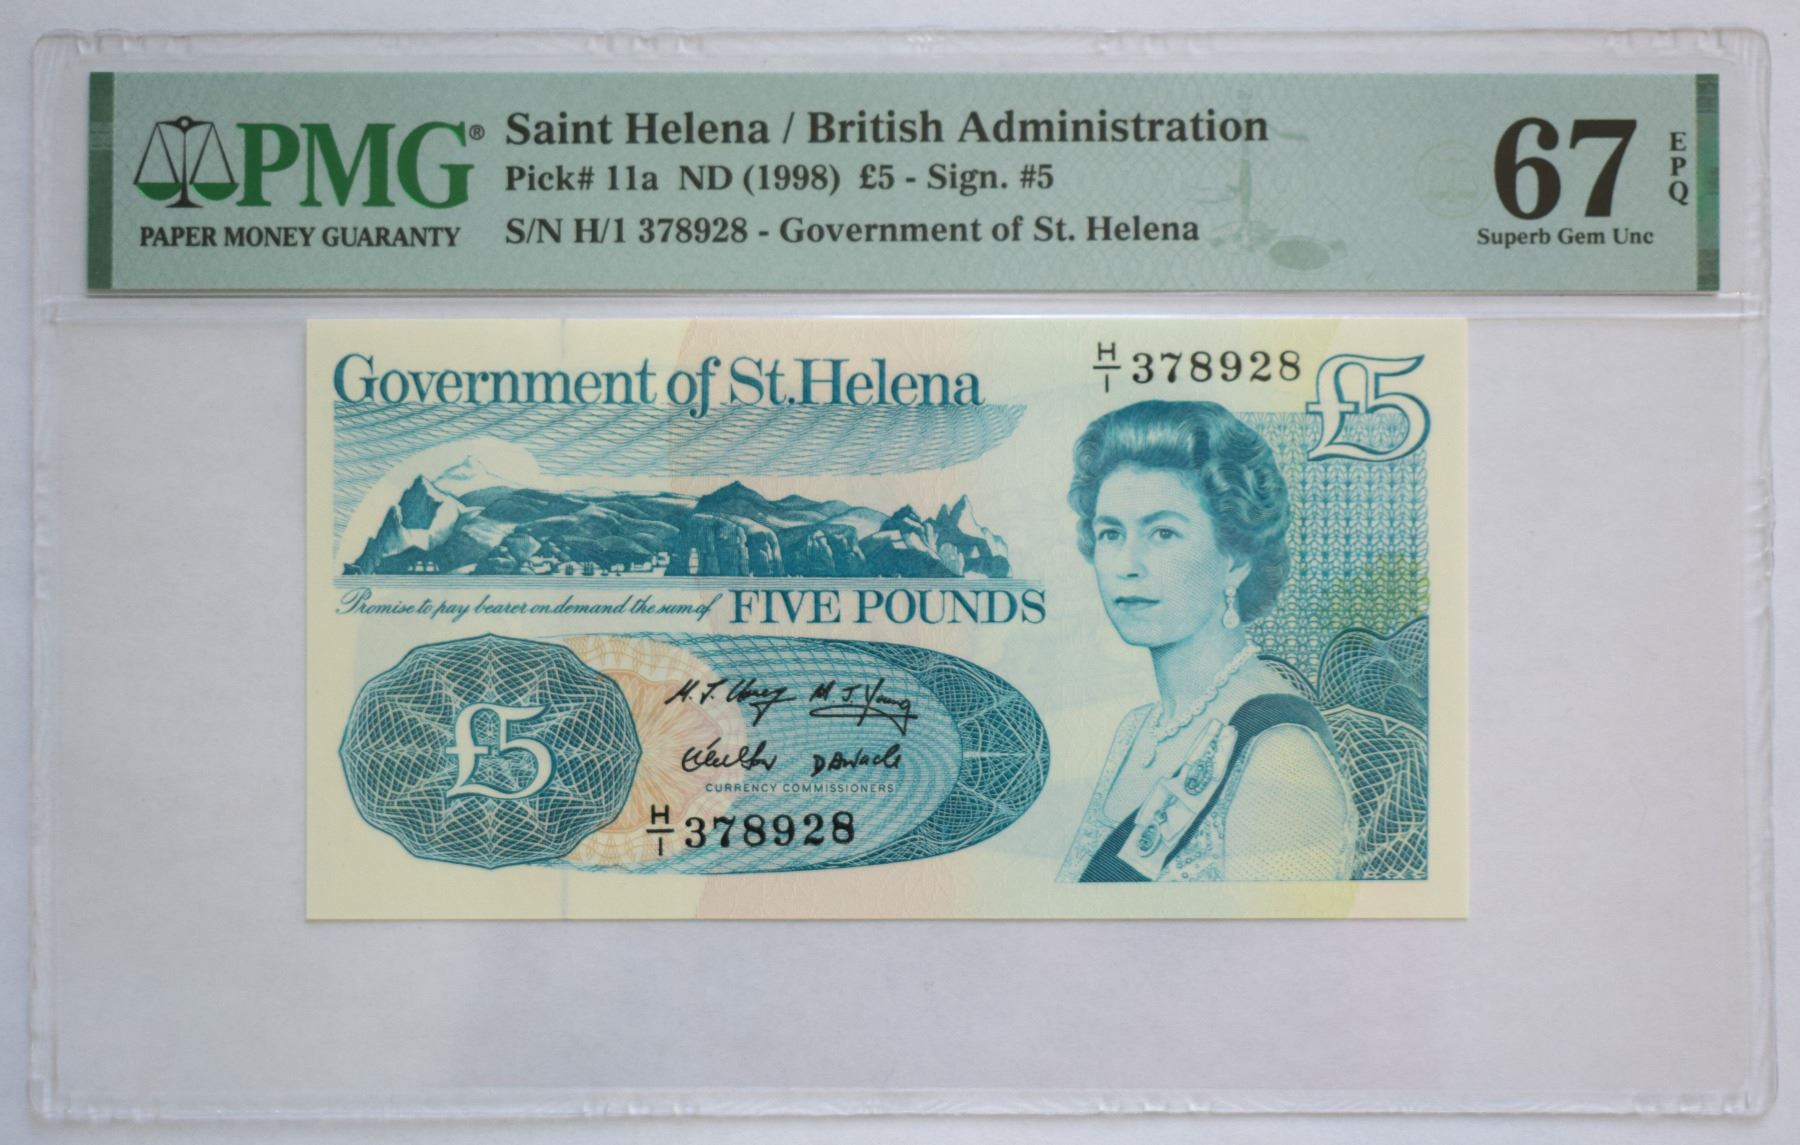 PMG®
PAPER MONEY GUARANTY
Saint Helena / British Administration
Pick# 11a ND (1998) £5 - Sign. #5
S/N H/1 378928 - Government of St. Helena
67
EPQ
Superb Gem Unc
Government of St. Helena
H/1 378928
£5
Promise to pay bearer on demand the sum of FIVE POUNDS
£5
M J Young
CURRENCY COMMISSIONERS
H/1 378928